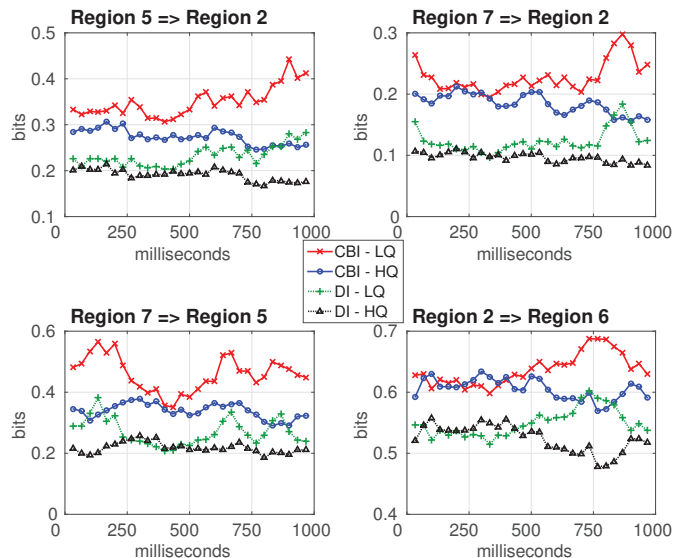 Region 5 => Region 2
0.5
0.4
0.3
0.2
0.1
bits
0
250
500
750
1000
milliseconds
Region 7 => Region 2
0.3
0.2
0.1
0
bits
0
250
500
750
1000
milliseconds
CBI - LQ
CBI - HQ
DI - LQ
DI - HQ
Region 7 => Region 5
0.6
0.4
0.2
0
bits
0
250
500
750
1000
milliseconds
Region 2 => Region 6
0.7
0.6
0.5
0.4
bits
0
250
500
750
1000
milliseconds